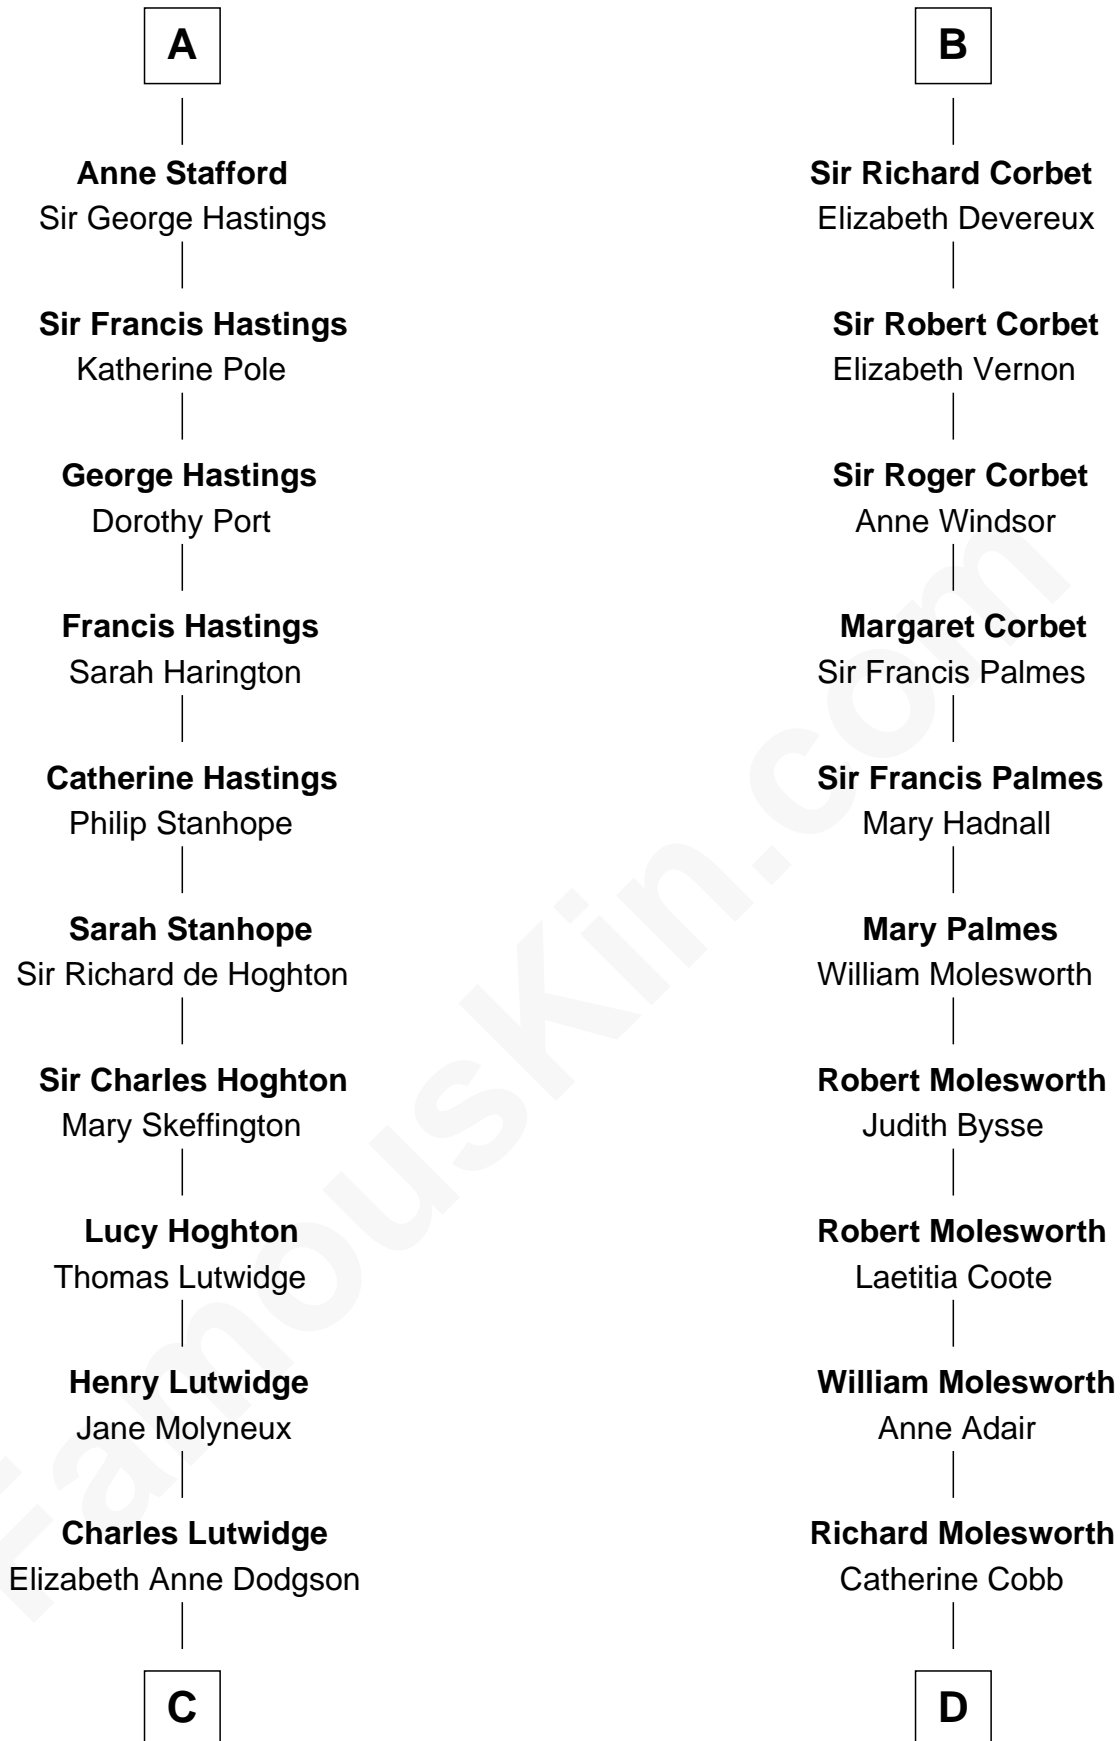 A
Anne Stafford
Sir George Hastings
Sir Francis Hastings
Katherine Pole
George Hastings
Dorothy Port
Francis Hastings
Sarah Harington
Catherine Hastings
Philip Stanhope
Sarah Stanhope
Sir Richard de Hoghton
Sir Charles Hoghton
Mary Skeffington
Lucy Hoghton
Thomas Lutwidge
Henry Lutwidge
Jane Molyneux
Charles Lutwidge
Elizabeth Anne Dodgson
C
B
Sir Richard Corbet
Elizabeth Devereux
Sir Robert Corbet
Elizabeth Vernon
Sir Roger Corbet
Anne Windsor
Margaret Corbet
Sir Francis Palmes
Sir Francis Palmes
Mary Hadnall
Mary Palmes
William Molesworth
Robert Molesworth
Judith Bysse
Robert Molesworth
Laetitia Coote
William Molesworth
Anne Adair
Richard Molesworth
Catherine Cobb
D
FamousKin.com